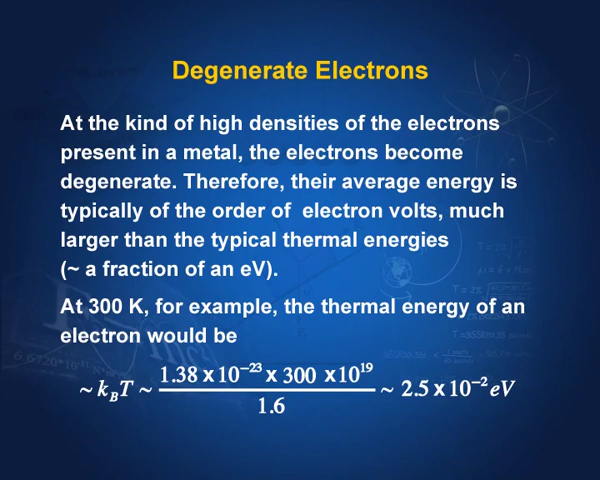 Degenerate Electrons
At the kind of high densities of the electrons
present in a metal, the electrons become
degenerate. Therefore, their average energy is
typically of the order of electron volts, much
larger than the typical thermal energies
(~ a fraction of an eV).
At 300 K, for example, the thermal energy of an
electron would be
~ k_BT ~ 1.38 x 10⁻²³ x 300 x10¹⁹ / 1.6 ~ 2.5 x 10⁻² eV